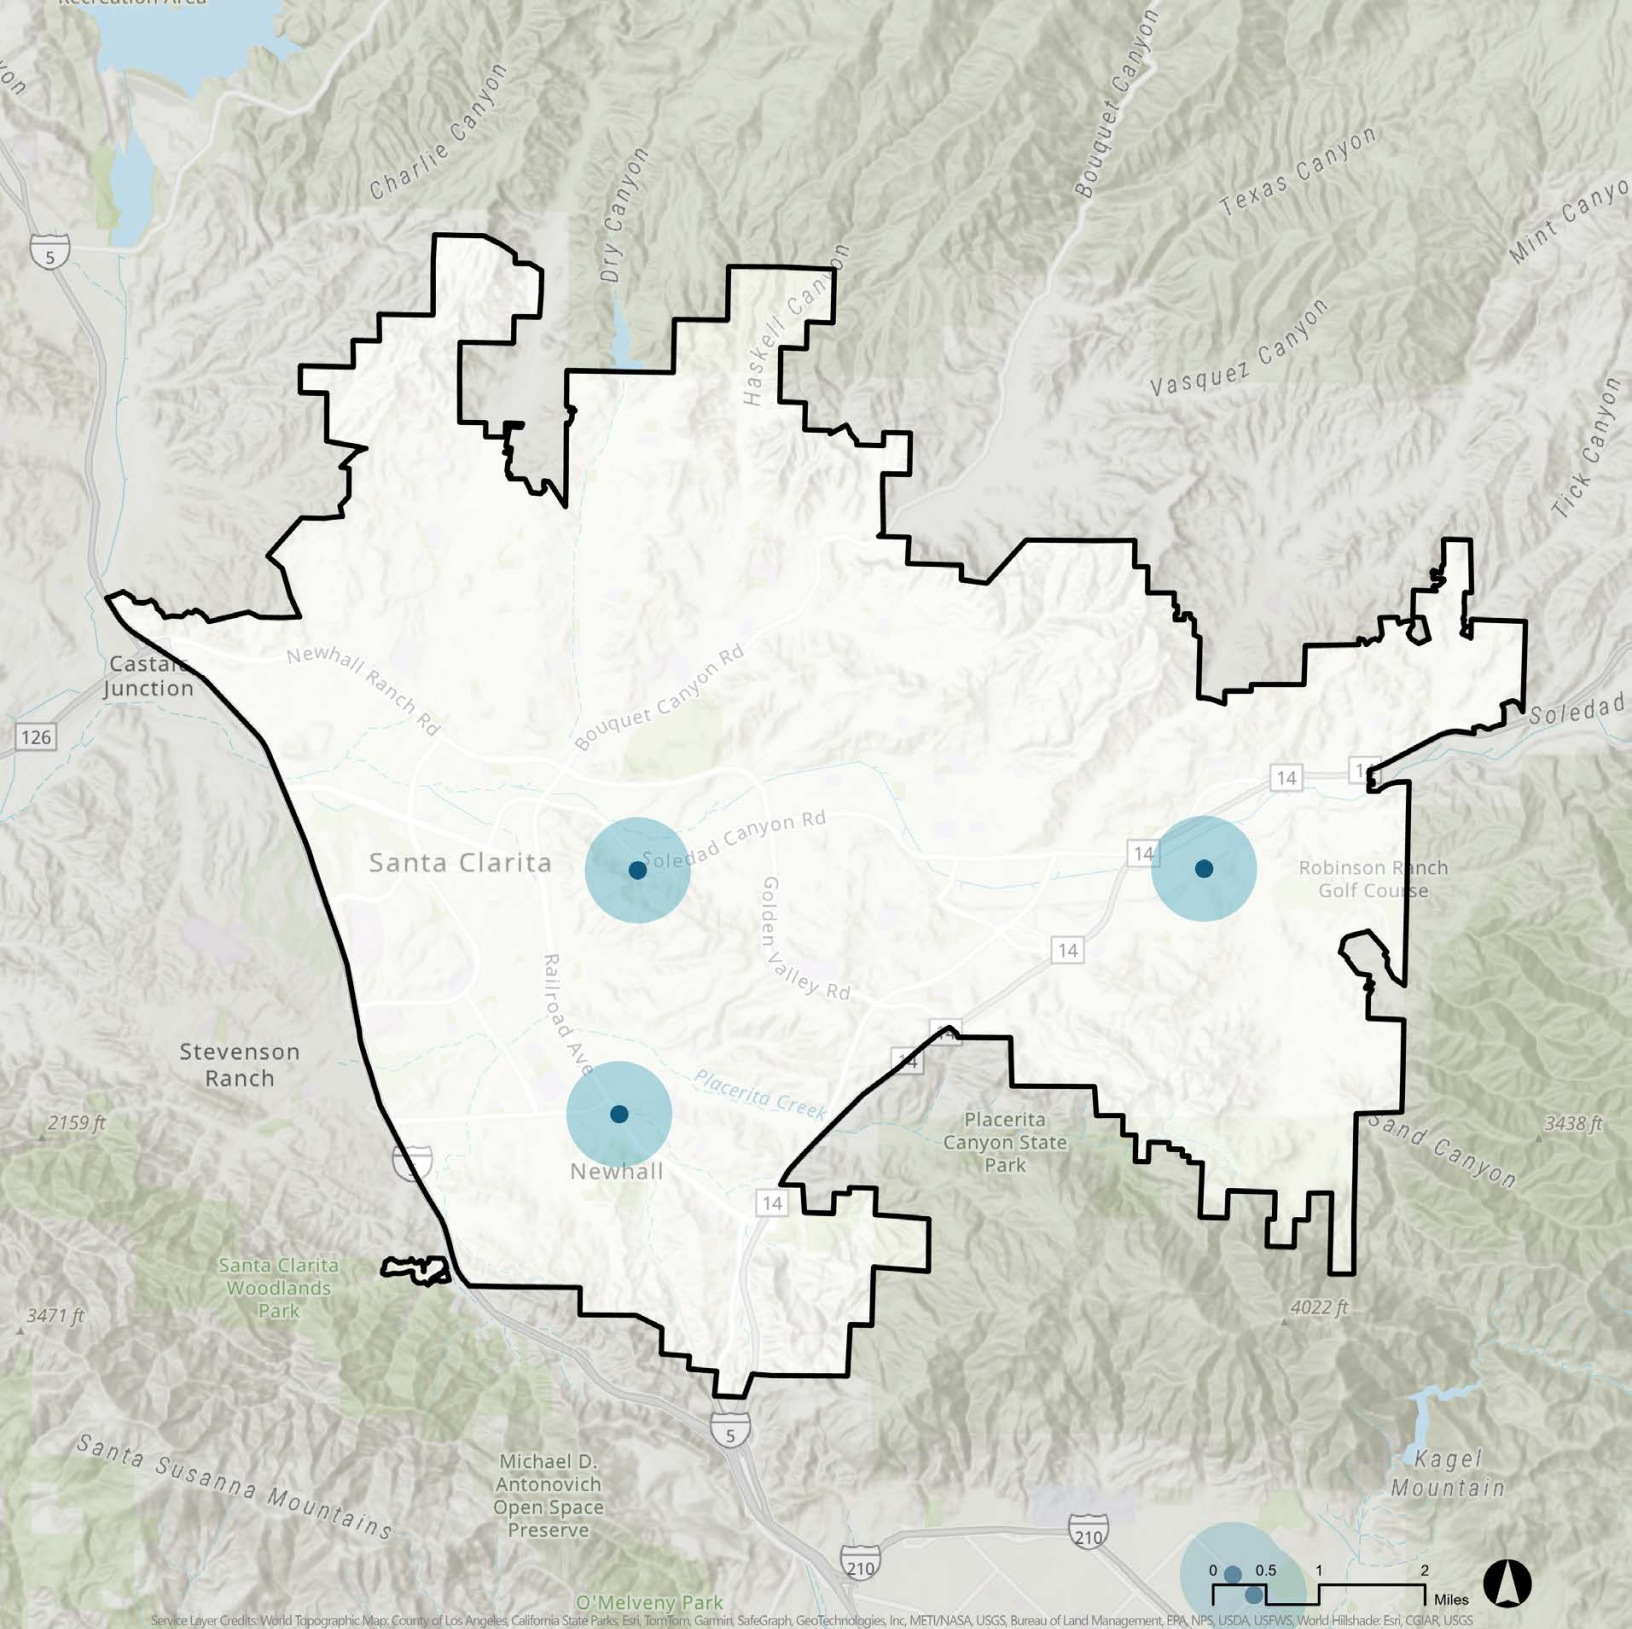 Recreation Area
Charlie Canyon
Dry Canyon
Bouquet Canyon
Texas Canyon
Mint Canyo
Haskell Canyon
Vasquez Canyon
Tick Canyon
5
Castaic
Junction
126
Newhall Ranch Rd
Bouquet Canyon Rd
Soledad
14
14
Santa Clarita
Soledad Canyon Rd
14
Robinson Ranch
Golf Course
Golden Valley Rd
14
Railroad Ave
14
14
Stevenson
Ranch
Placerita Creek
Placerita
Canyon State
Park
2159 ft
Sand Canyon
3438 ft
5
Newhall
14
Santa Clarita
Woodlands
Park
3471 ft
4022 ft
5
Santa Susanna Mountains
Michael D.
Antonovich
Open Space
Preserve
Kagel
Mountain
210
210
O'Melveny Park
0 0.5 1 2
Miles
Service Layer Credits: World Topographic Map: County of Los Angeles, California State Parks, Esri, TomTom, Garmin, SafeGraph, GeoTechnologies, Inc, METI/NASA, USGS, Bureau of Land Management, EPA, NPS, USDA, USFWS, World Hillshade: Esri, CGIAR, USGS